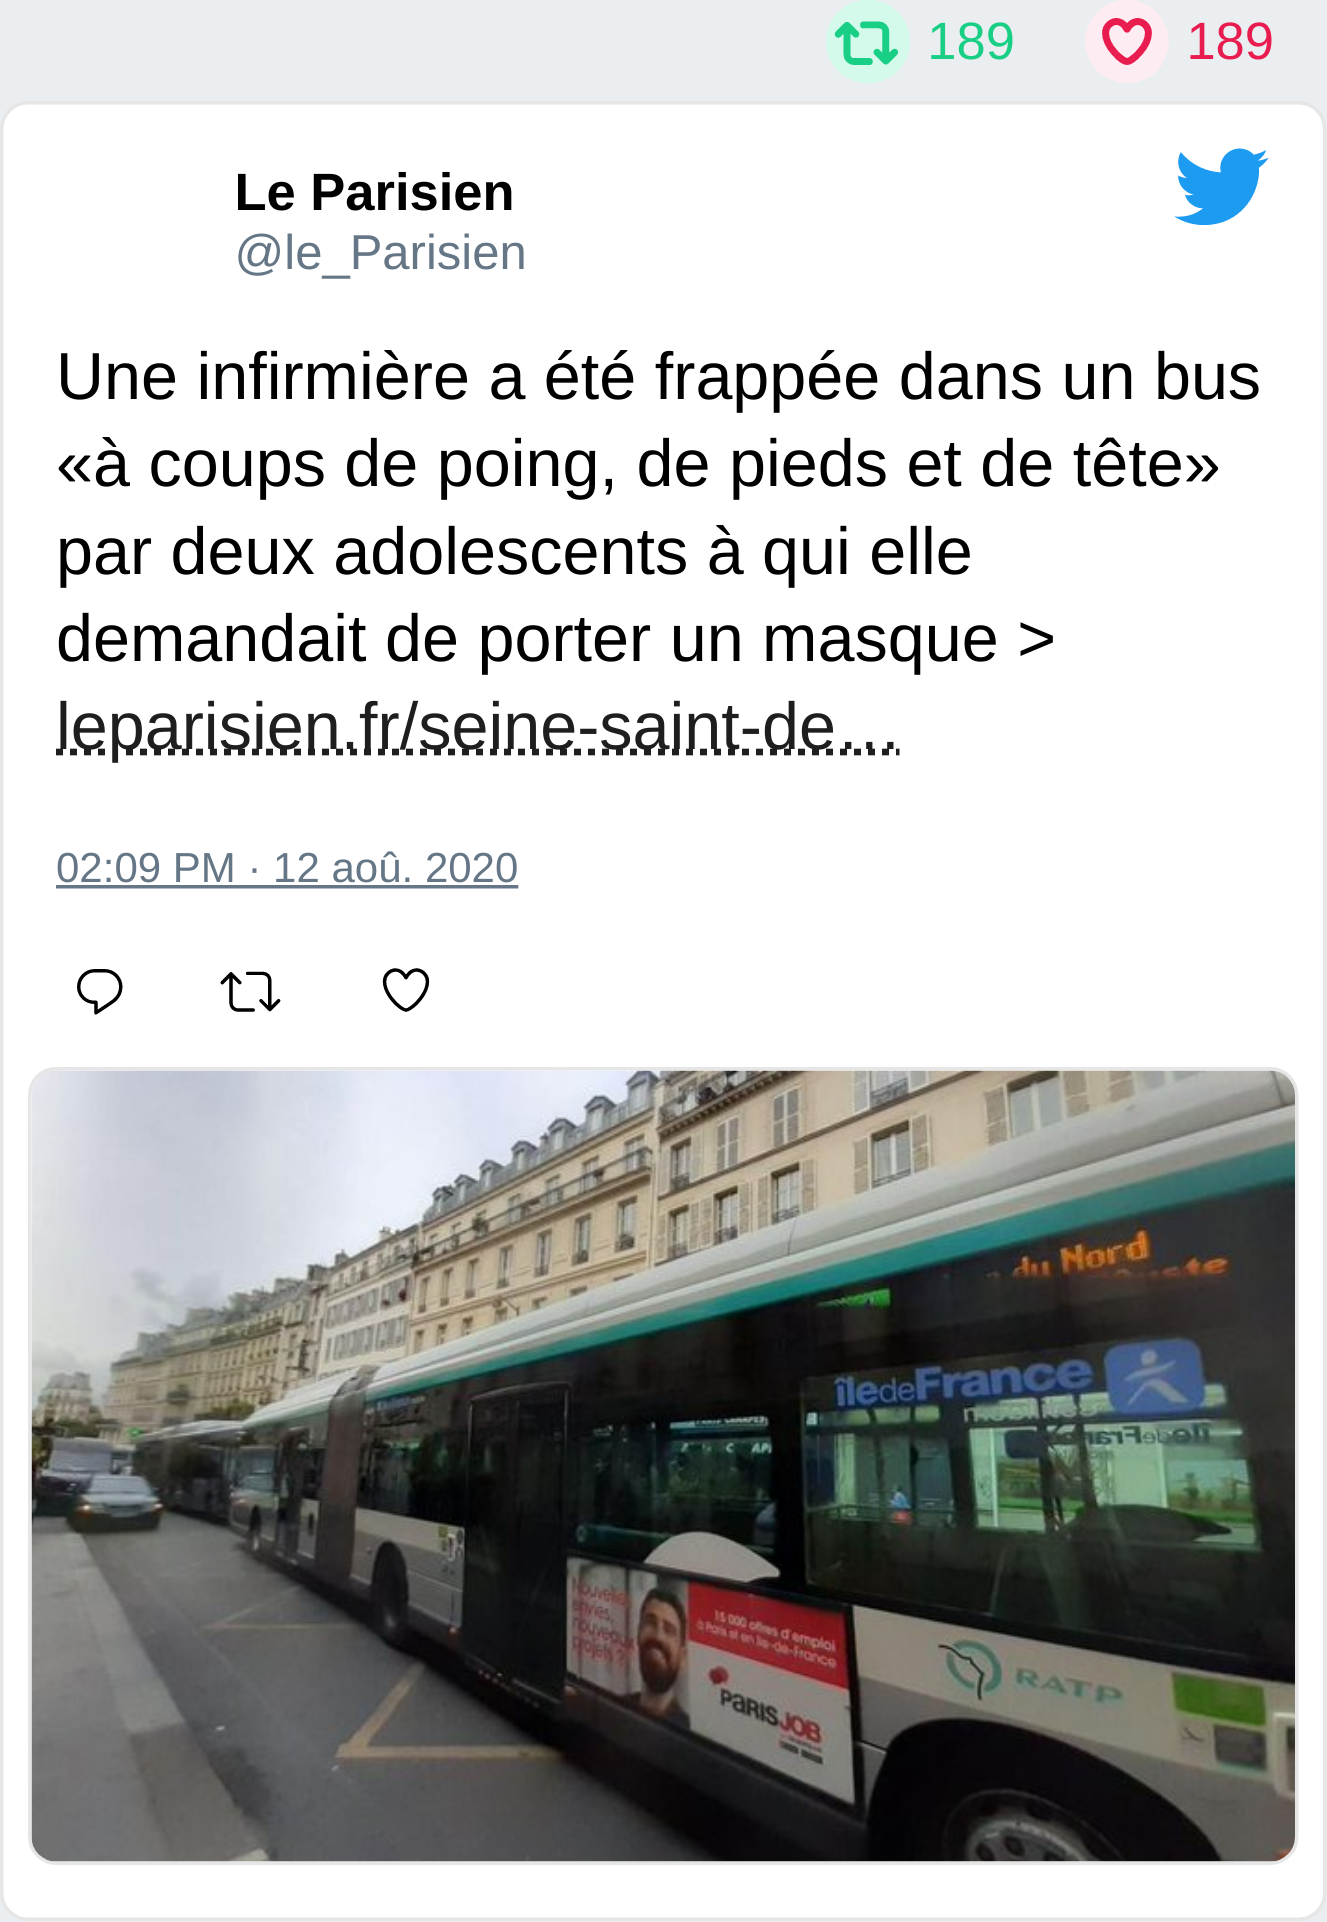 189 189
Le Parisien
@le_Parisien
Une infirmière a été frappée dans un bus
«à coups de poing, de pieds et de tête»
par deux adolescents à qui elle
demandait de porter un masque >
leparisien.fr/seine-saint-de…
02:09 PM · 12 aoû. 2020
du Nord
îledeFrance
Nouvelles
envies,
nouveaux
projets ?
15 000 offres d'emploi
à Paris et en Ile-de-France
PARISJOB
RATP